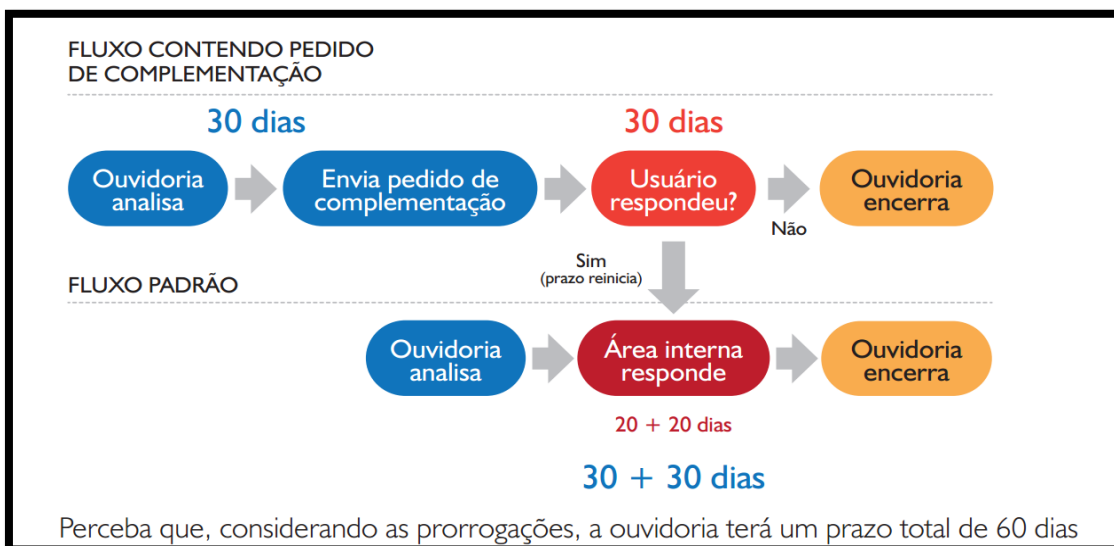 FLUXO CONTENDO PEDIDO
DE COMPLEMENTAÇÃO
30 dias
30 dias
Ouvidoria
analisa
Envia pedido de
complementação
Usuário
respondeu?
Não
Ouvidoria
encerra
Sim
(prazo reinicia)
FLUXO PADRÃO
Ouvidoria
analisa
Área interna
responde
Ouvidoria
encerra
20 + 20 dias
30 + 30 dias
Perceba que, considerando as prorrogações, a ouvidoria terá um prazo total de 60 dias